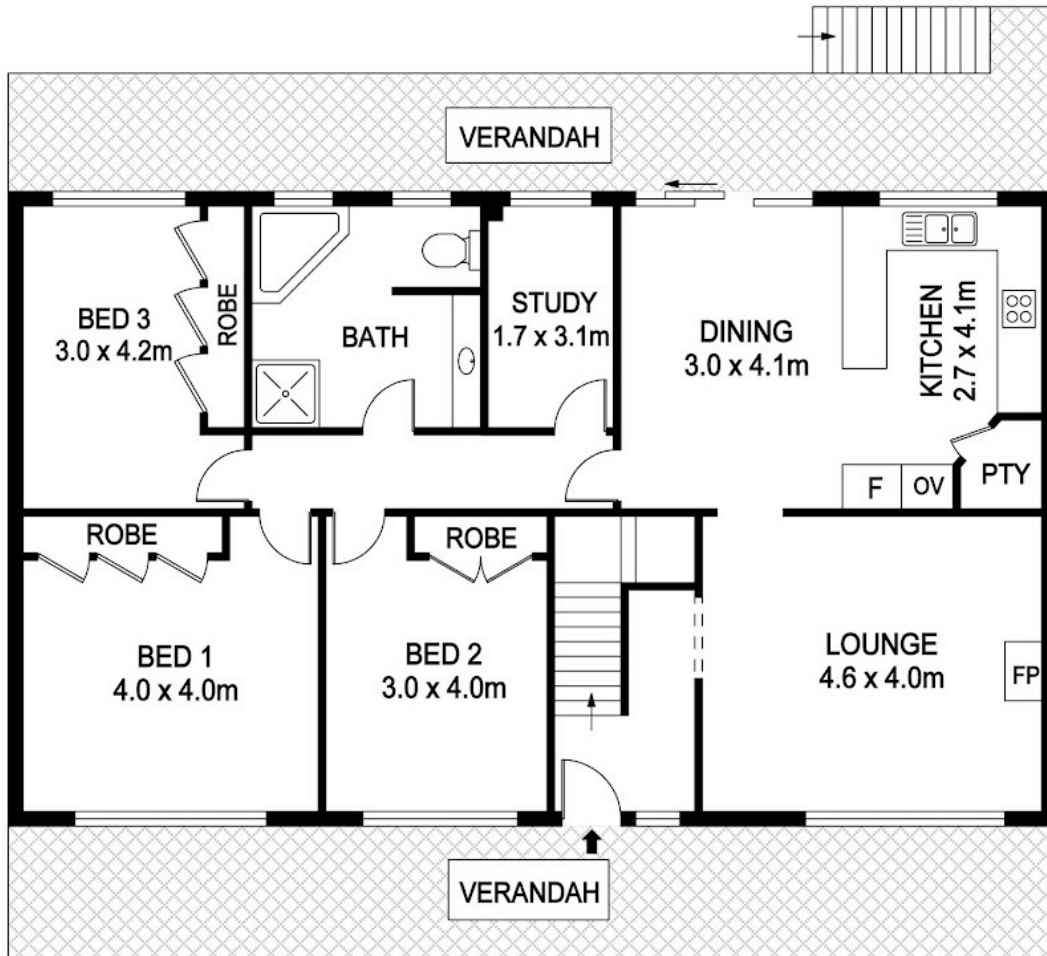 VERANDAH
BED 3
3.0 x 4.2m
ROBE
BATH
STUDY
1.7 x 3.1m
DINING
3.0 x 4.1m
KITCHEN
2.7 x 4.1m
F
OV
PTY
ROBE
BED 1
4.0 x 4.0m
ROBE
BED 2
3.0 x 4.0m
LOUNGE
4.6 x 4.0m
FP
VERANDAH